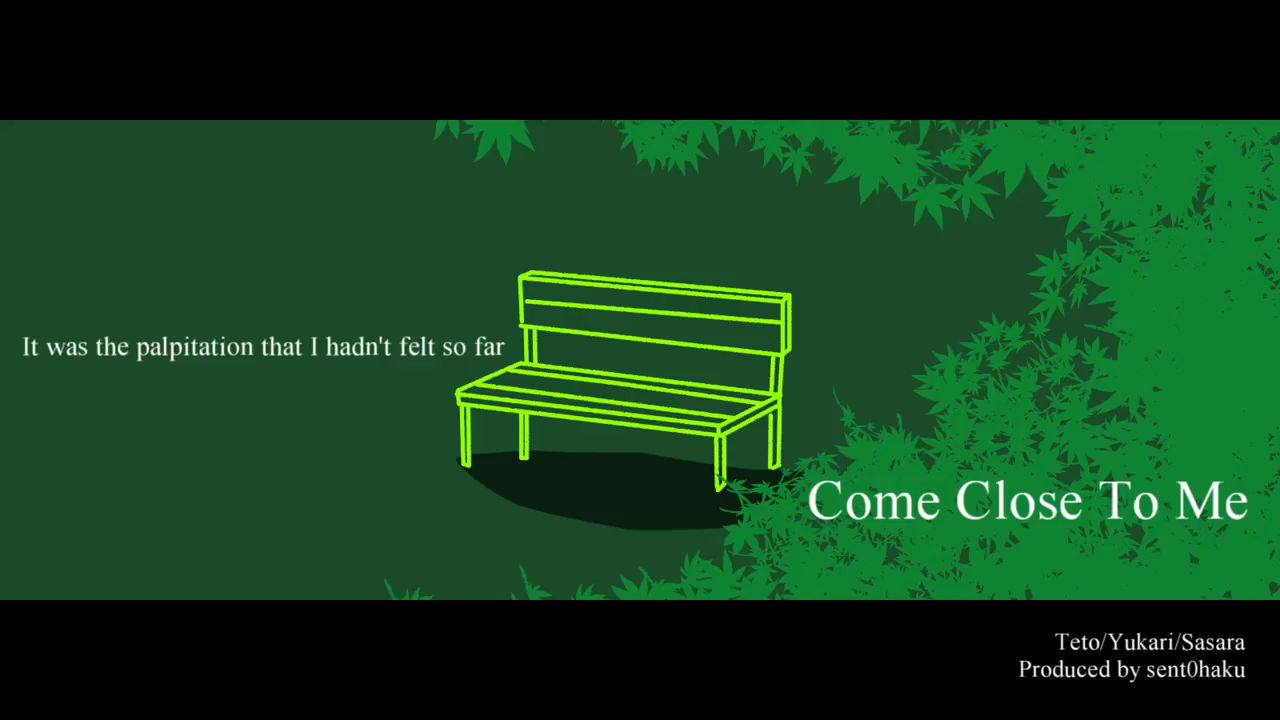 It was the palpitation that I hadn't felt so far
Come Close To Me
Teto/Yukari/Sasara
Produced by sent0haku